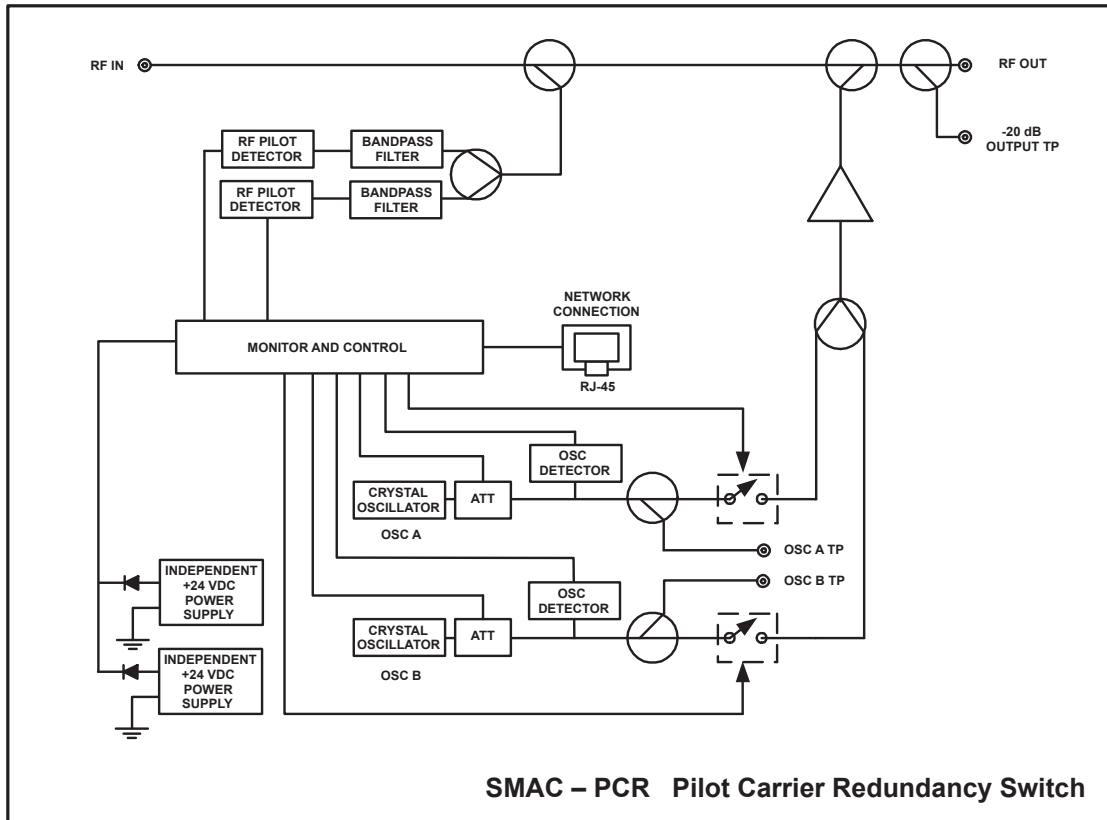 RF IN
RF OUT
-20 dB
OUTPUT TP
RF PILOT
DETECTOR
BANDPASS
FILTER
RF PILOT
DETECTOR
BANDPASS
FILTER
NETWORK
CONNECTION
MONITOR AND CONTROL
RJ-45
OSC
DETECTOR
CRYSTAL
OSCILLATOR
ATT
OSC A
OSC A TP
OSC B TP
INDEPENDENT
+24 VDC
POWER
SUPPLY
OSC
DETECTOR
CRYSTAL
OSCILLATOR
ATT
OSC B
INDEPENDENT
+24 VDC
POWER
SUPPLY
SMAC – PCR Pilot Carrier Redundancy Switch